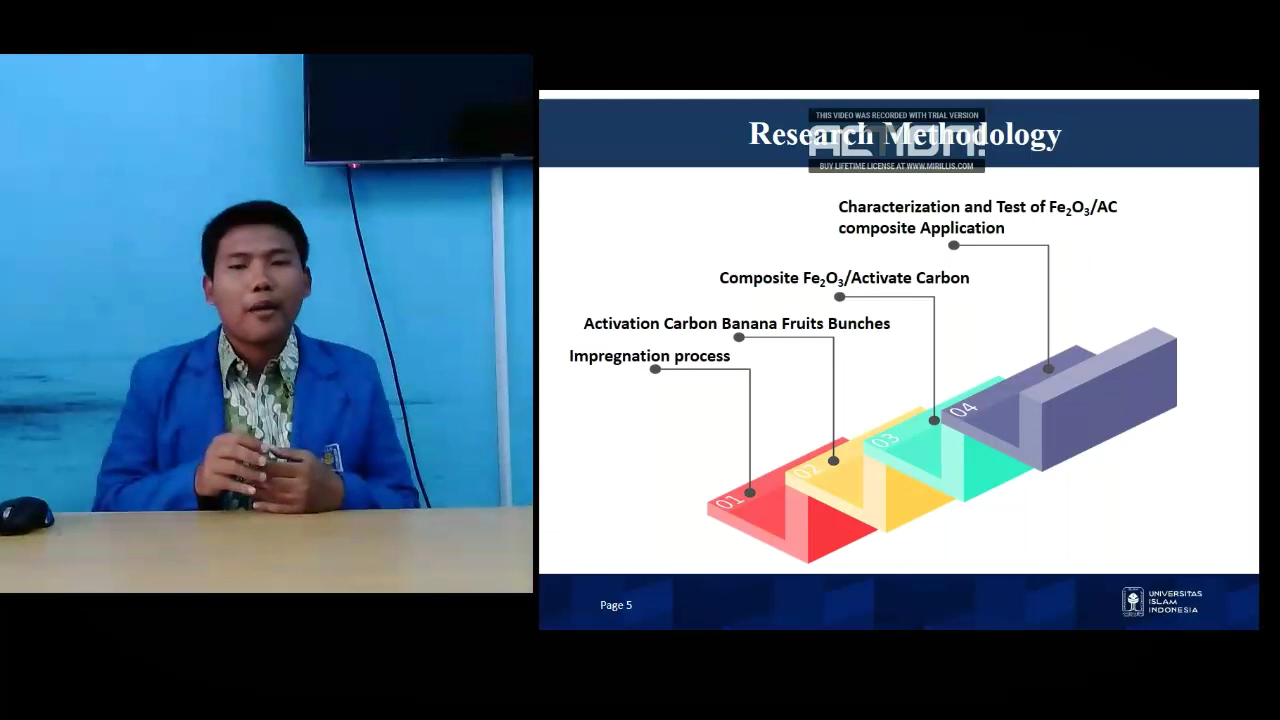 THIS VIDEO WAS RECORDED WITH TRIAL VERSION
ACTION!
BUY LIFETIME LICENSE AT WWW.MIRILLIS.COM
Research Methodology
Characterization and Test of Fe₂O₃/AC
composite Application
Composite Fe₂O₃/Activate Carbon
Activation Carbon Banana Fruits Bunches
Impregnation process
04
03
02
01
Page 5
UNIVERSITAS
ISLAM
INDONESIA